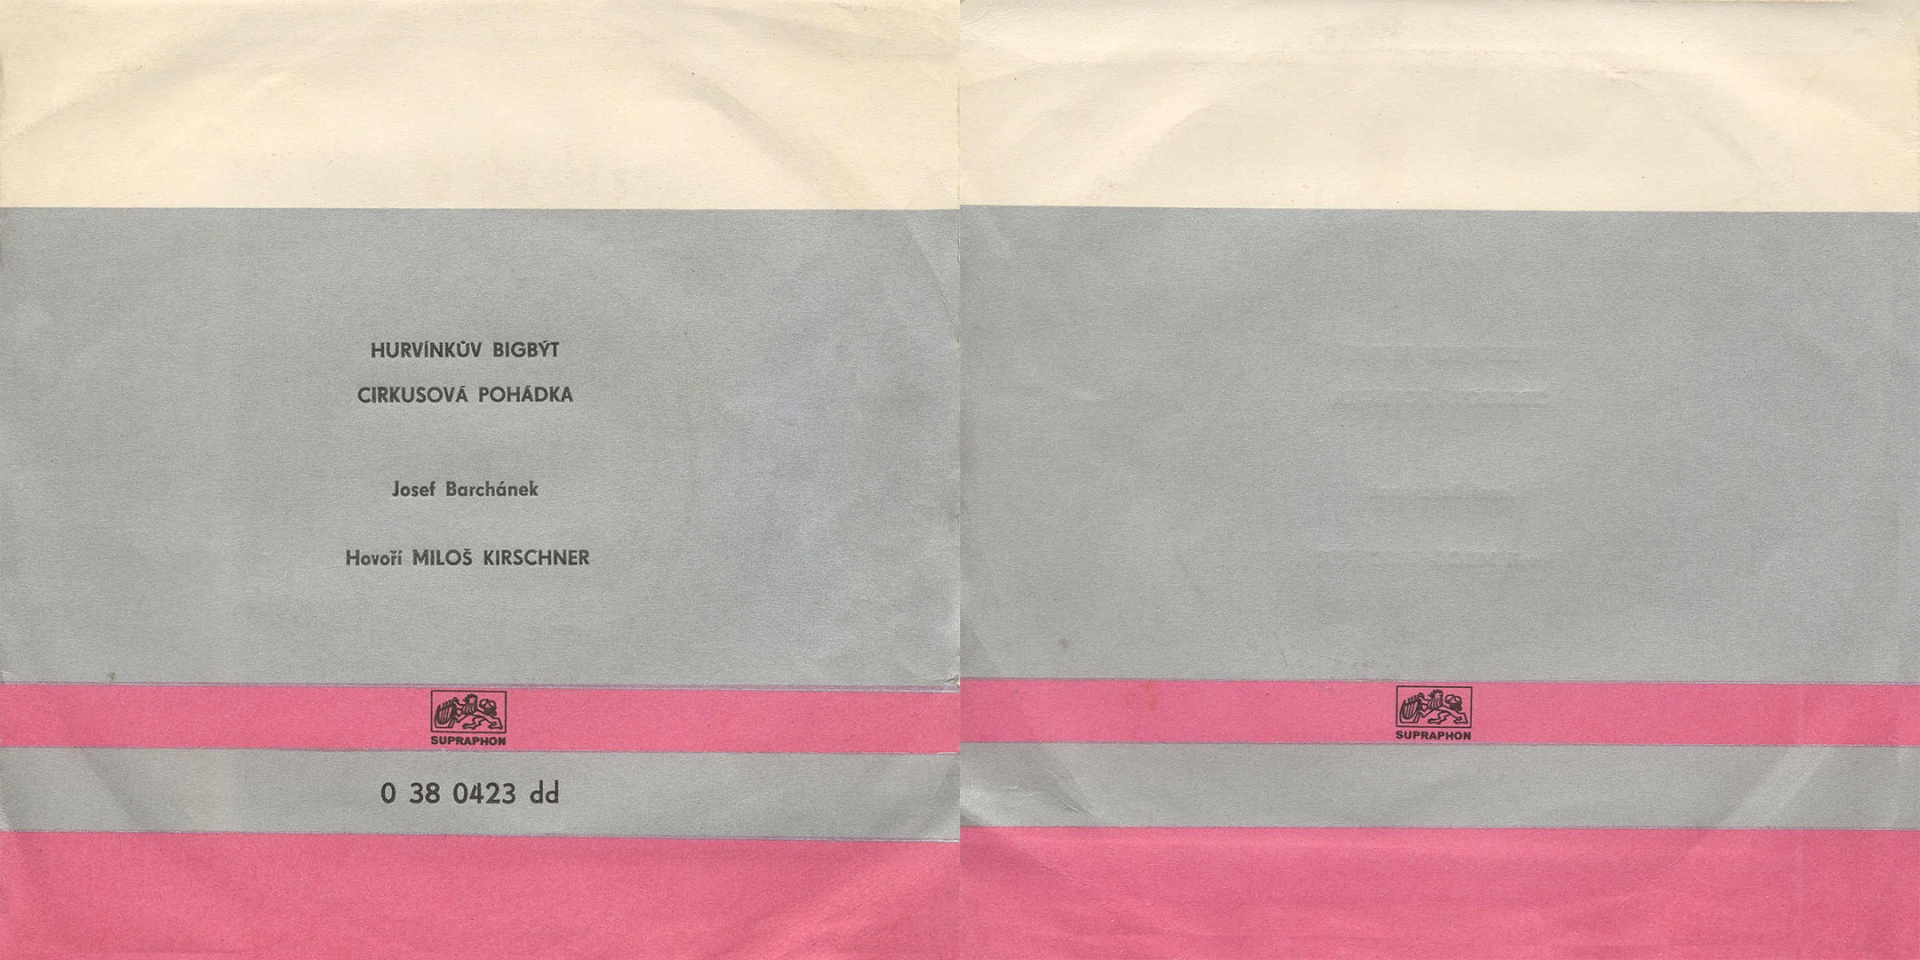 HURVÍNKŮV BIGBÝT
CIRKUSOVÁ POHÁDKA
Josef Barchánek
Hovoří MILOŠ KIRSCHNER
SUPRAPHON
0 38 0423 dd
SUPRAPHON